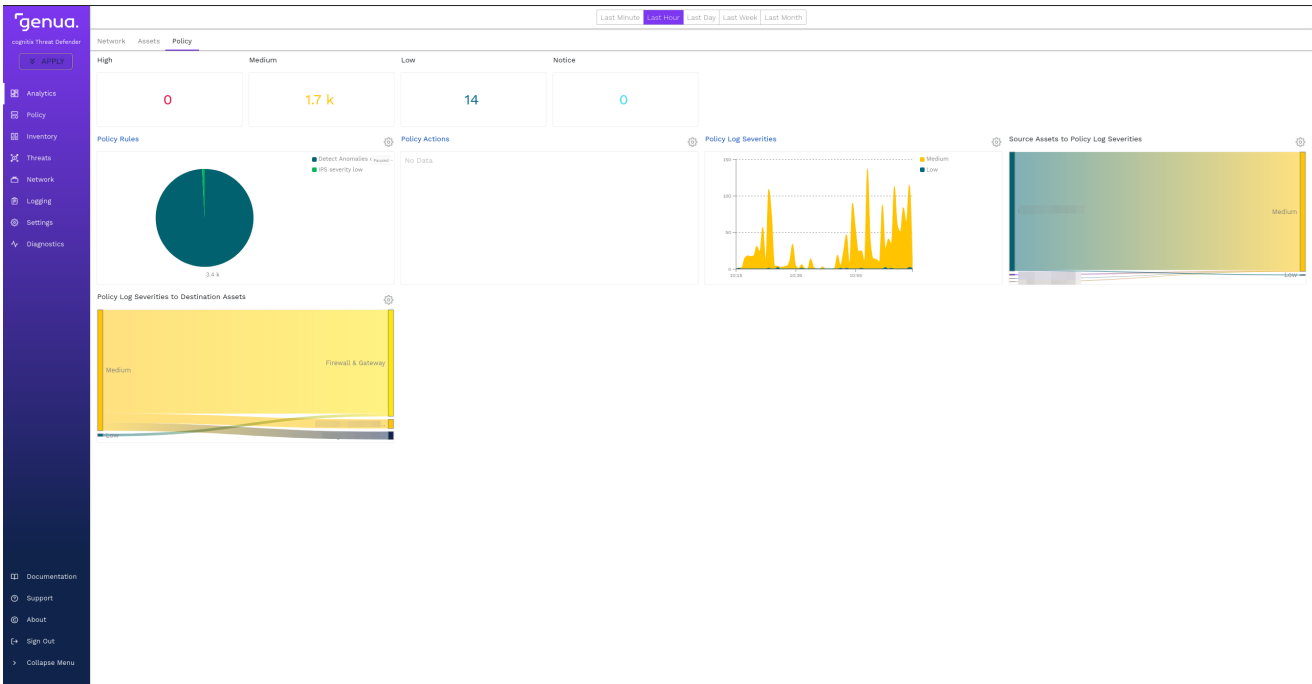 genua.
cognitix Threat Defender
APPLY
Analytics
Policy
Inventory
Threats
Network
Logging
Settings
Diagnostics
Documentation
Support
About
Sign Out
Collapse Menu
Last Minute Last Hour Last Day Last Week Last Month
Network Assets Policy
High Medium Low Notice
0 1.7 k 14 0
Policy Rules
Detect Anomalies ( Passed -
IPS severity low
3.4 k
Policy Actions
No Data
Policy Log Severities
150
100
50
0
Medium
Low
Source Assets to Policy Log Severities
Medium
Low
Policy Log Severities to Destination Assets
Medium
Firewall & Gateway
Low